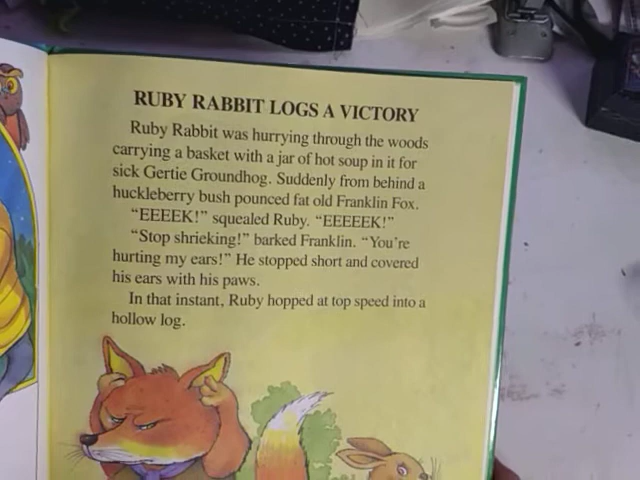 RUBY RABBIT LOGS A VICTORY
Ruby Rabbit was hurrying through the woods
carrying a basket with a jar of hot soup in it for
sick Gertie Groundhog. Suddenly from behind a
huckleberry bush pounced fat old Franklin Fox.
“EEEEK!” squealed Ruby. “EEEEEK!”
“Stop shrieking!” barked Franklin. “You’re
hurting my ears!” He stopped short and covered
his ears with his paws.
In that instant, Ruby hopped at top speed into a
hollow log.